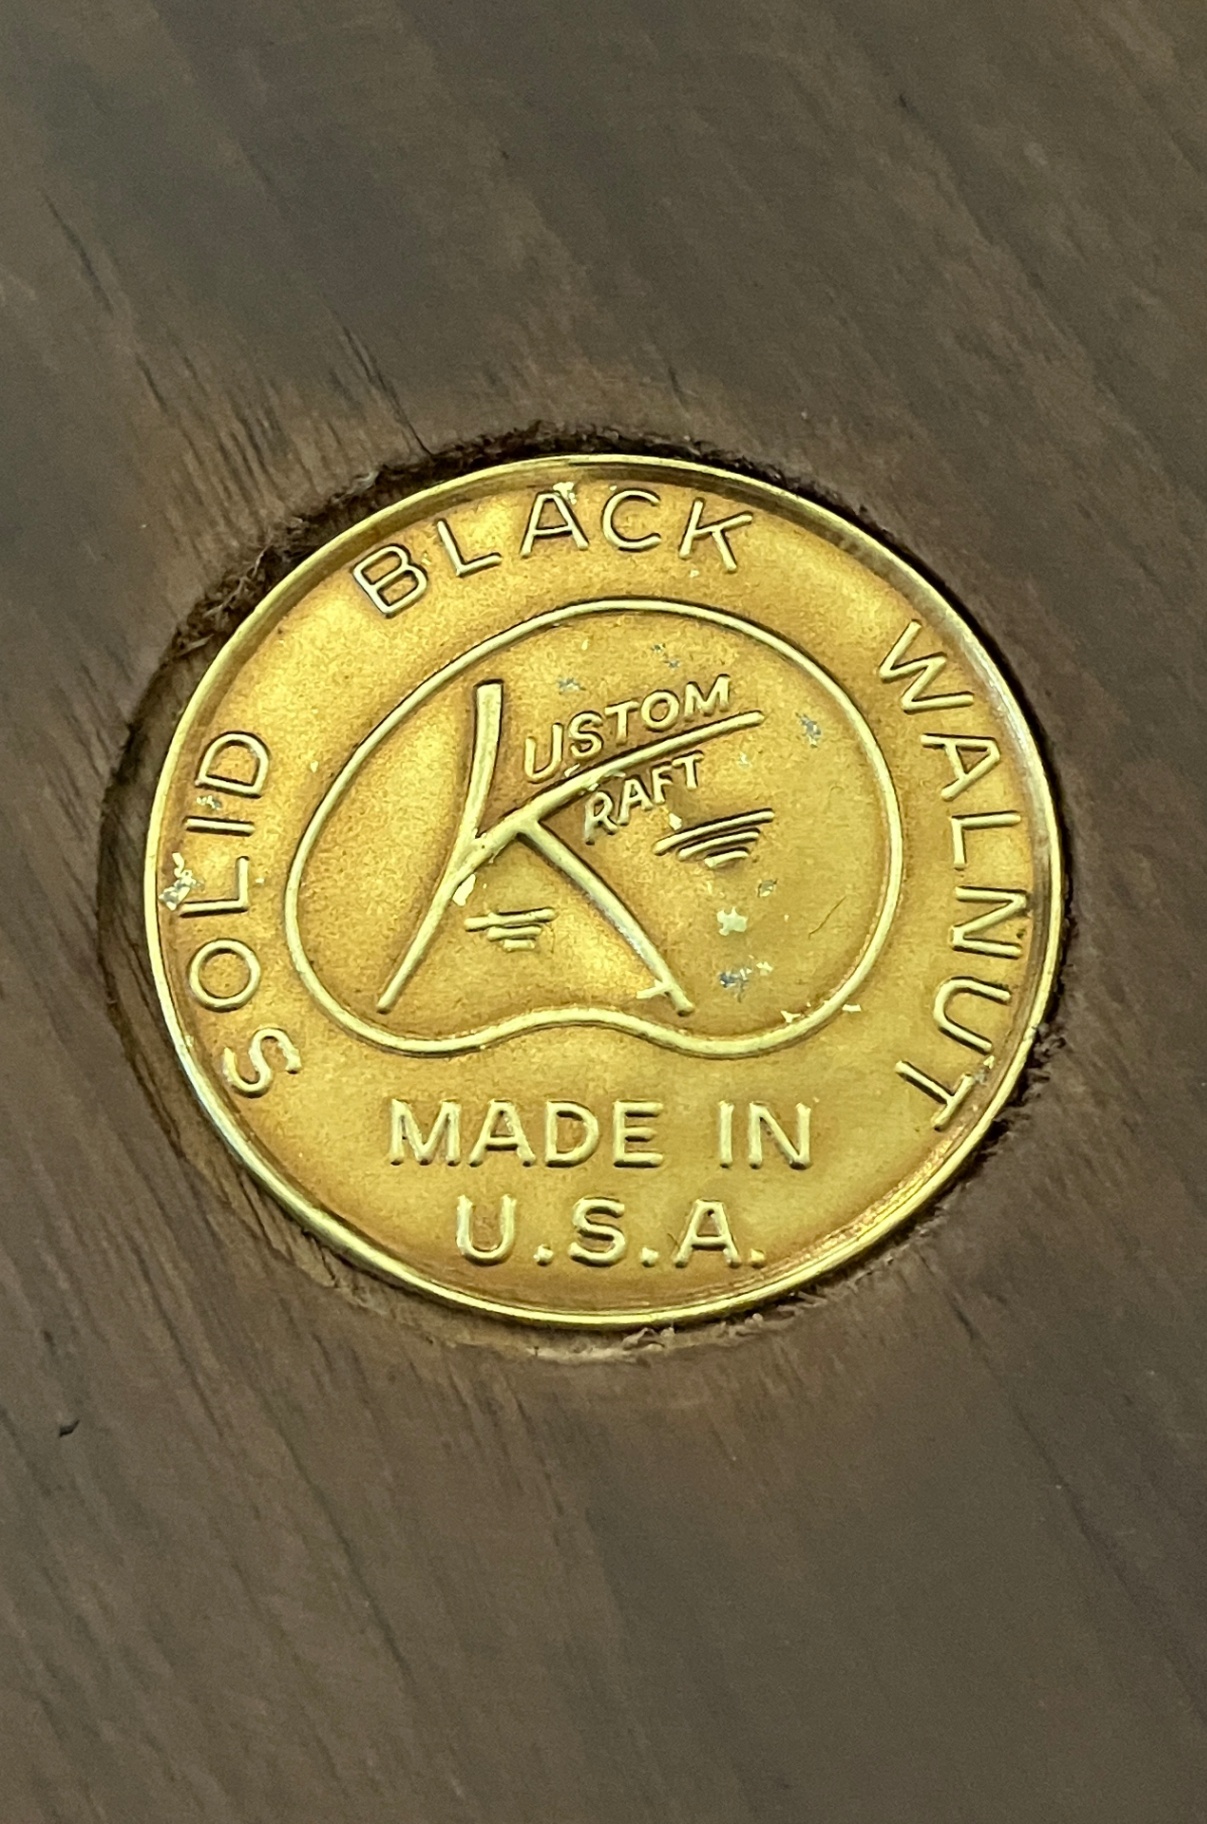 SOLID BLACK WALNUT
KUSTOM
KRAFT
MADE IN
U.S.A.